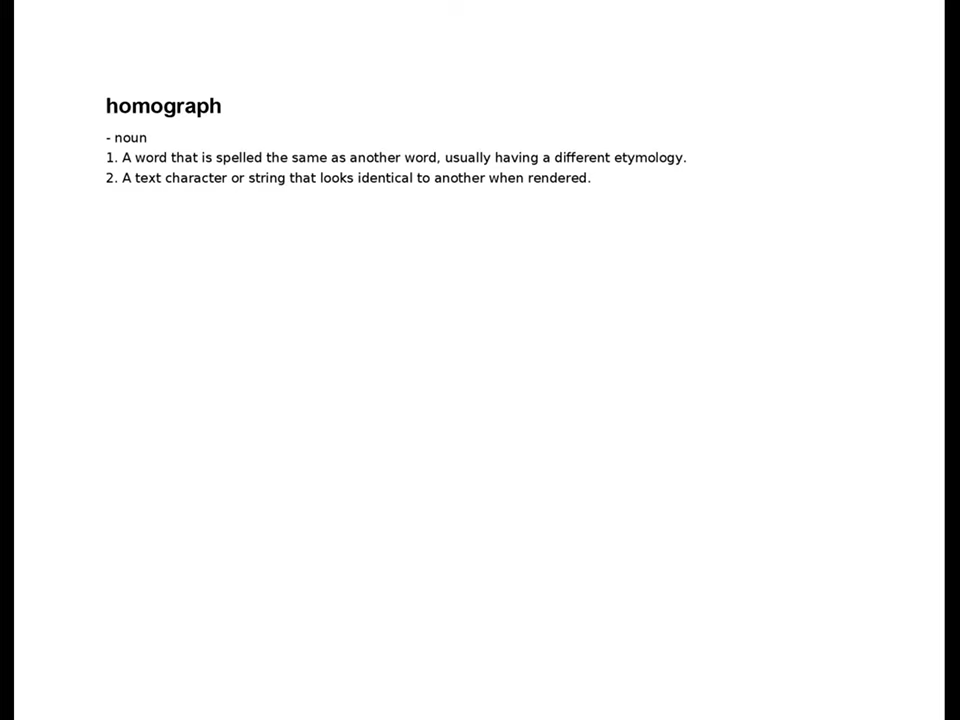 homograph
- noun
1. A word that is spelled the same as another word, usually having a different etymology.
2. A text character or string that looks identical to another when rendered.